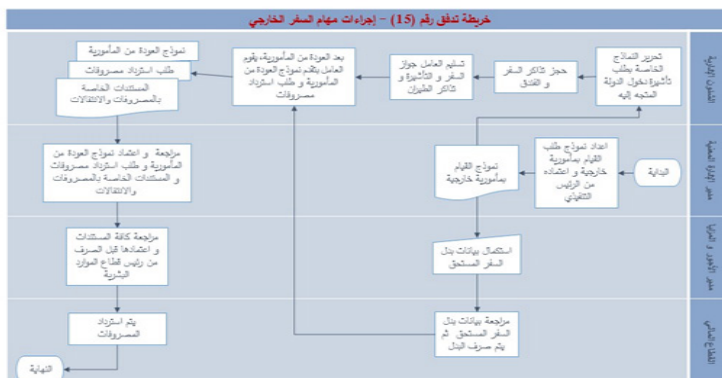 خريطة تدفق رقم (15) – إجراءات مهام السفر الخارجي
الشئون الإدارية
تحرير النماذج
الخاصة بطلب
تأشيرة دخول الدولة
المتجه إليه
حجز تذاكر السفر
و الفندق
تسليم العامل جواز
السفر و التأشيرة و
تذاكر الطيران
بعد العودة من المأمورية، يقوم
العامل بتقدم نموذج العودة من
المأمورية و طلب استرداد
مصروفات
نموذج العودة من المأمورية
طلب استرداد مصروفات
المستندات الخاصة
بالمصروفات والانتقالات
مدير الإدارة المعنية
البداية
اعداد نموذج طلب
القيام بمأمورية
خارجية و اعتماده
من الرئيس
التنفيذي
نموذج القيام
بمأمورية خارجية
مراجعة و اعتماد نموذج العودة من
المأمورية و طلب استرداد مصروفات
و المستندات الخاصة بالمصروفات
والانتقالات
مدير الأجور و المزايا
استكمال بيانات بدل
السفر المستحق
مراجعة كافة المستندات
و اعتمادها قبل الصرف
من رئيس قطاع الموارد
البشرية
القطاع المالي
مراجعة بيانات بدل
السفر المستحق ثم
يتم صرف البدل
يتم استرداد
المصروفات
النهاية